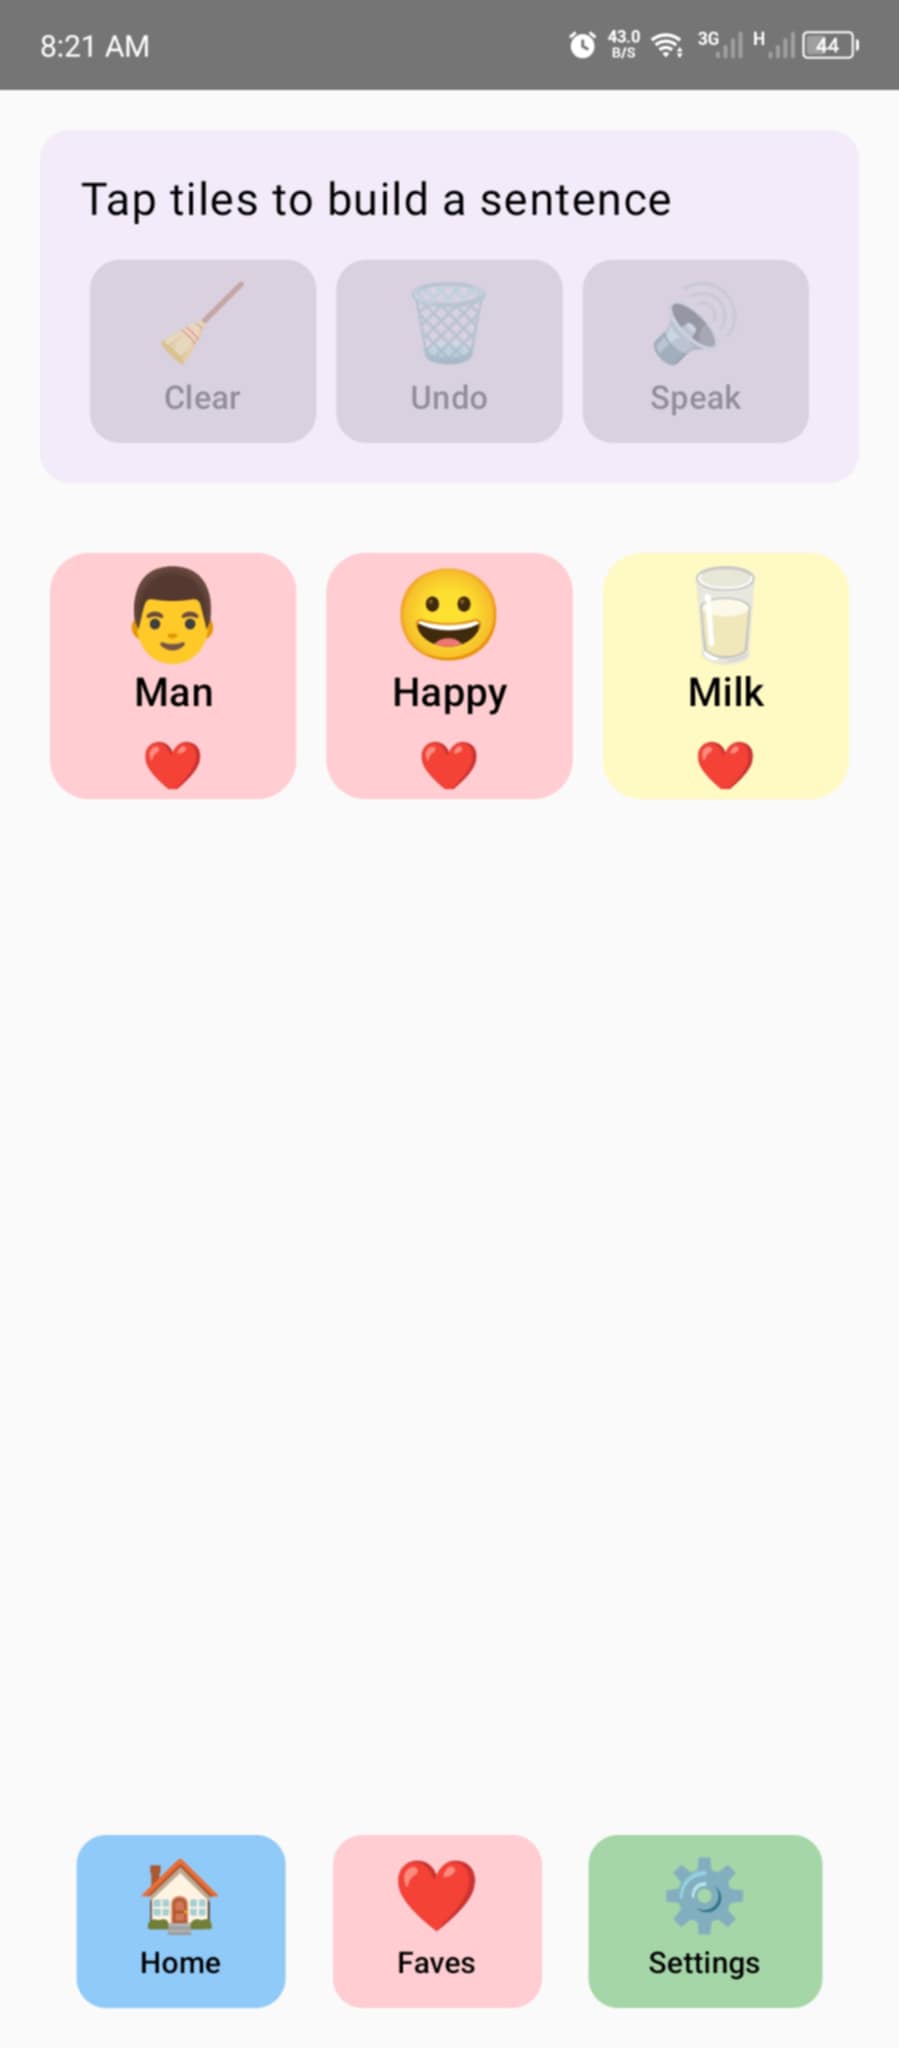 8:21 AM 43.0 B/S 3G H 44
Tap tiles to build a sentence
Clear Undo Speak
Man Happy Milk
Home Faves Settings